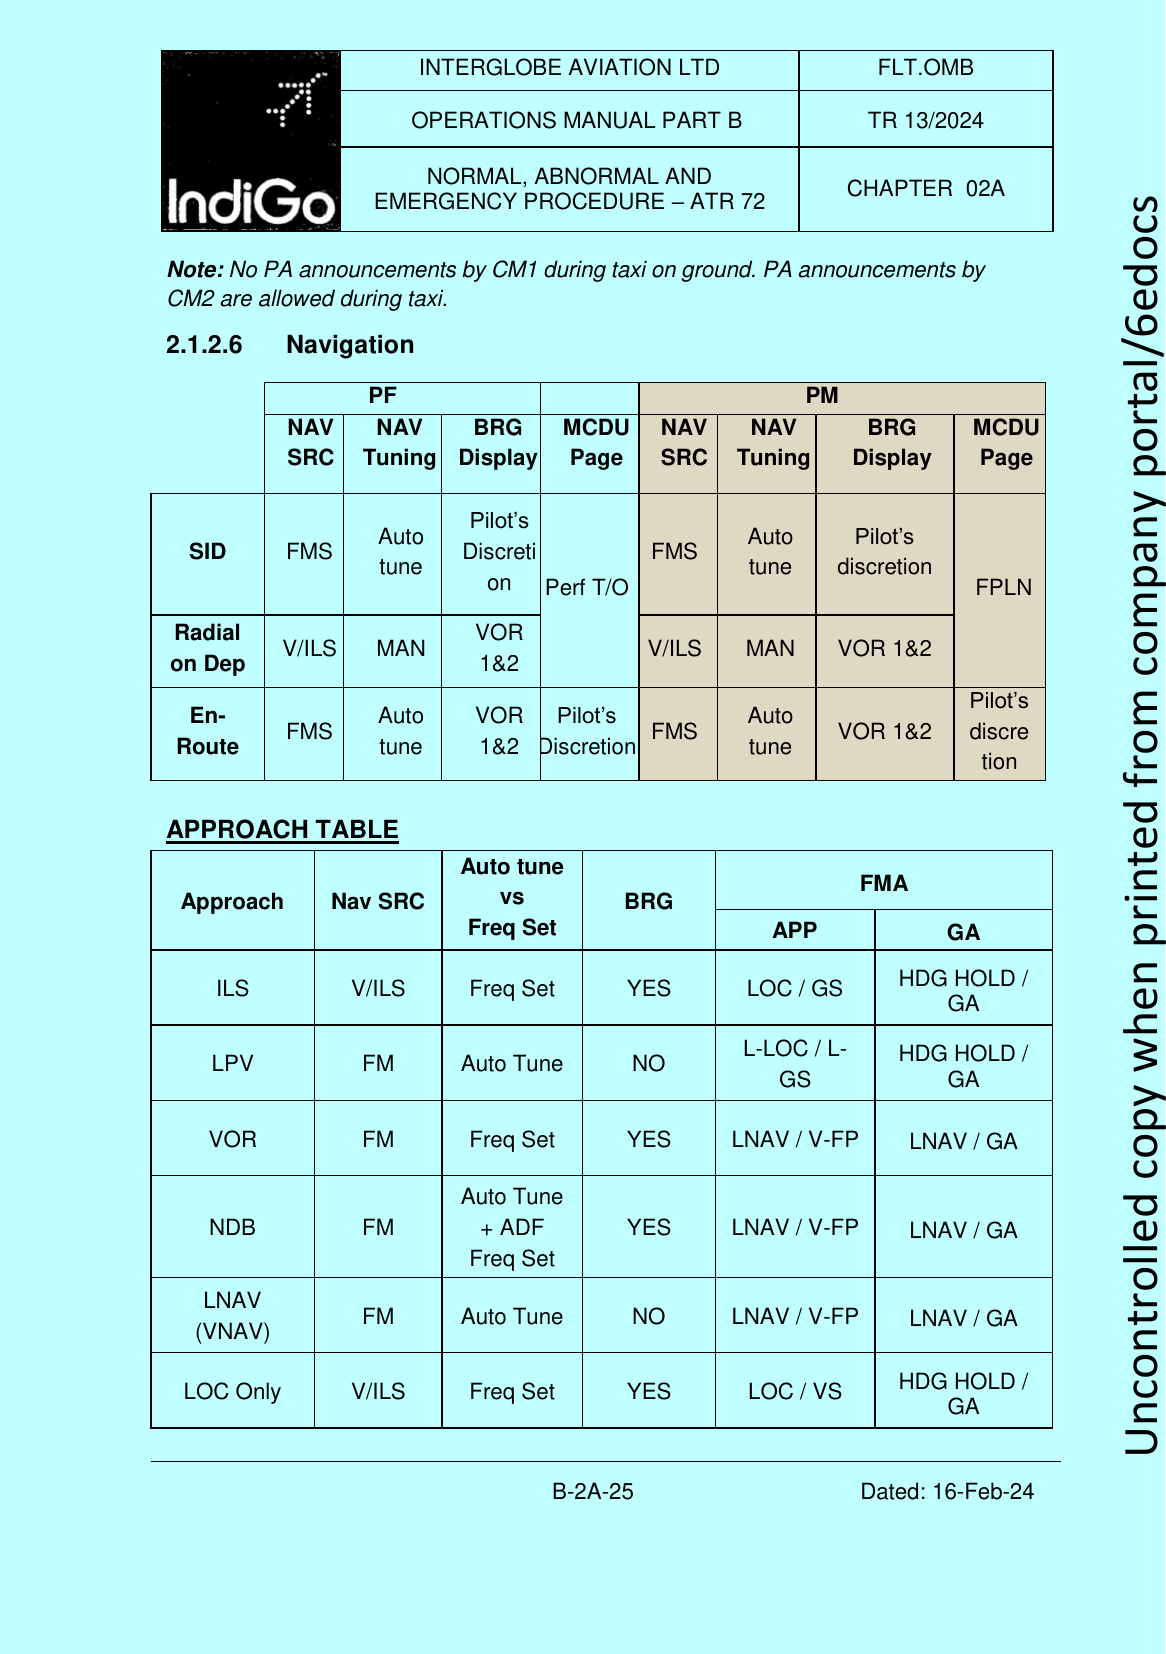 IndiGo
INTERGLOBE AVIATION LTD
FLT.OMB
OPERATIONS MANUAL PART B
TR 13/2024
NORMAL, ABNORMAL AND
EMERGENCY PROCEDURE – ATR 72
CHAPTER 02A
Note: No PA announcements by CM1 during taxi on ground. PA announcements by
CM2 are allowed during taxi.
2.1.2.6 Navigation
PF PM
NAV NAV BRG MCDU NAV NAV BRG MCDU
SRC Tuning Display Page SRC Tuning Display Page
SID
FMS
Auto
tune
Pilot's
Discreti
on
Perf T/O
FMS
Auto
tune
Pilot's
discretion
FPLN
Radial
on Dep
V/ILS
MAN
VOR
1&2
V/ILS
MAN
VOR 1&2
En-
Route
FMS
Auto
tune
VOR
1&2
Pilot's
Discretion
FMS
Auto
tune
VOR 1&2
Pilot's
discre
tion
APPROACH TABLE
Approach
Nav SRC
Auto tune
vs
Freq Set
BRG
FMA
APP
GA
ILS
V/ILS
Freq Set
YES
LOC / GS
HDG HOLD /
GA
LPV
FM
Auto Tune
NO
L-LOC / L-
GS
HDG HOLD /
GA
VOR
FM
Freq Set
YES
LNAV / V-FP
LNAV / GA
NDB
FM
Auto Tune
+ ADF
Freq Set
YES
LNAV / V-FP
LNAV / GA
LNAV
(VNAV)
FM
Auto Tune
NO
LNAV / V-FP
LNAV / GA
LOC Only
V/ILS
Freq Set
YES
LOC / VS
HDG HOLD /
GA
B-2A-25
Dated: 16-Feb-24
Uncontrolled copy when printed from company portal/6edocs